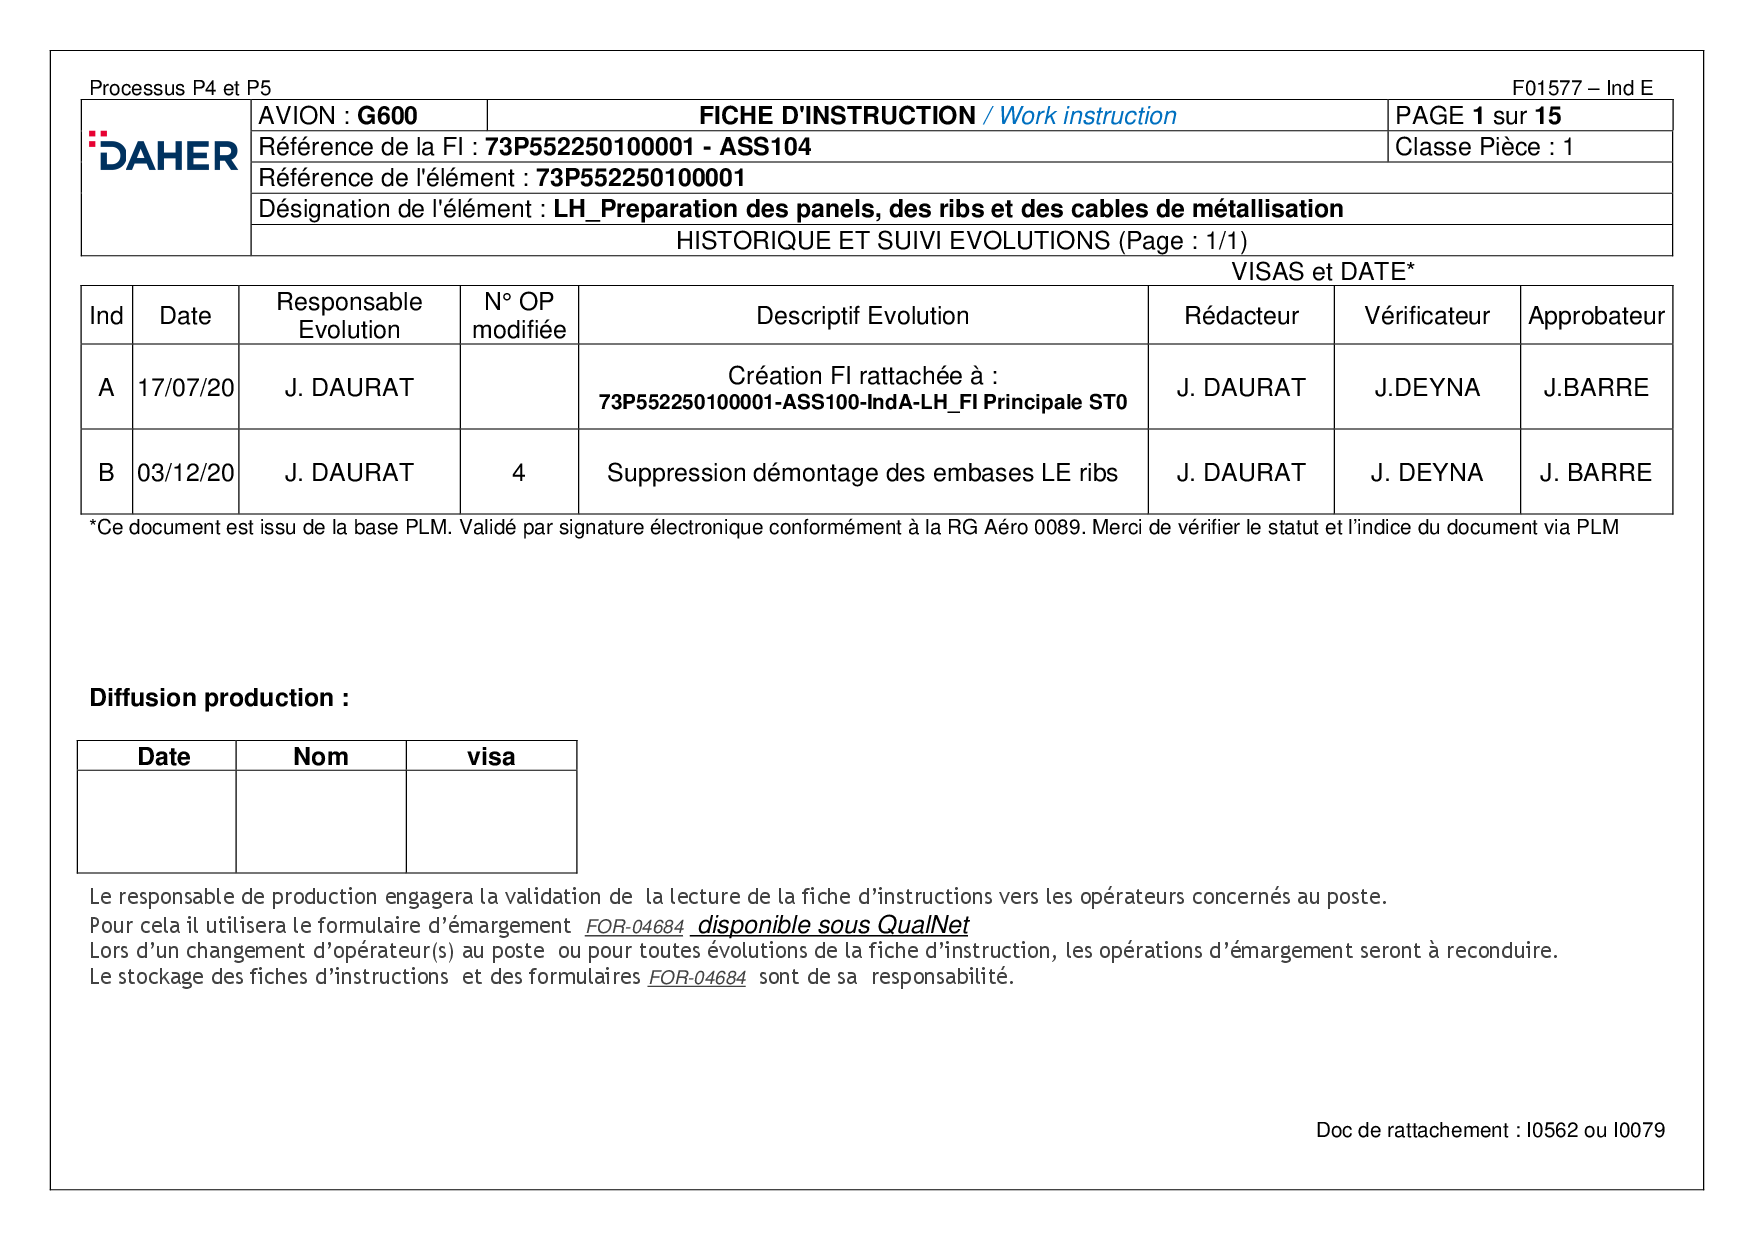 Processus P4 et P5
F01577 – Ind E
DAHER
AVION : G600
FICHE D'INSTRUCTION / Work instruction
PAGE 1 sur 15
Référence de la FI : 73P552250100001 - ASS104
Classe Pièce : 1
Référence de l'élément : 73P552250100001
Désignation de l'élément : LH_Preparation des panels, des ribs et des cables de métallisation
HISTORIQUE ET SUIVI EVOLUTIONS (Page : 1/1)
VISAS et DATE*
Ind
Date
Responsable
Evolution
N° OP
modifiée
Descriptif Evolution
Rédacteur
Vérificateur
Approbateur
A
17/07/20
J. DAURAT
Création FI rattachée à :
73P552250100001-ASS100-IndA-LH_FI Principale ST0
J. DAURAT
J.DEYNA
J.BARRE
B
03/12/20
J. DAURAT
4
Suppression démontage des embases LE ribs
J. DAURAT
J. DEYNA
J. BARRE
*Ce document est issu de la base PLM. Validé par signature électronique conformément à la RG Aéro 0089. Merci de vérifier le statut et l’indice du document via PLM
Diffusion production :
Date
Nom
visa
Le responsable de production engagera la validation de  la lecture de la fiche d’instructions vers les opérateurs concernés au poste.
Pour cela il utilisera le formulaire d’émargement  FOR-04684  disponible sous QualNet
Lors d’un changement d’opérateur(s) au poste  ou pour toutes évolutions de la fiche d’instruction, les opérations d’émargement seront à reconduire.
Le stockage des fiches d’instructions  et des formulaires FOR-04684  sont de sa  responsabilité.
Doc de rattachement : I0562 ou I0079